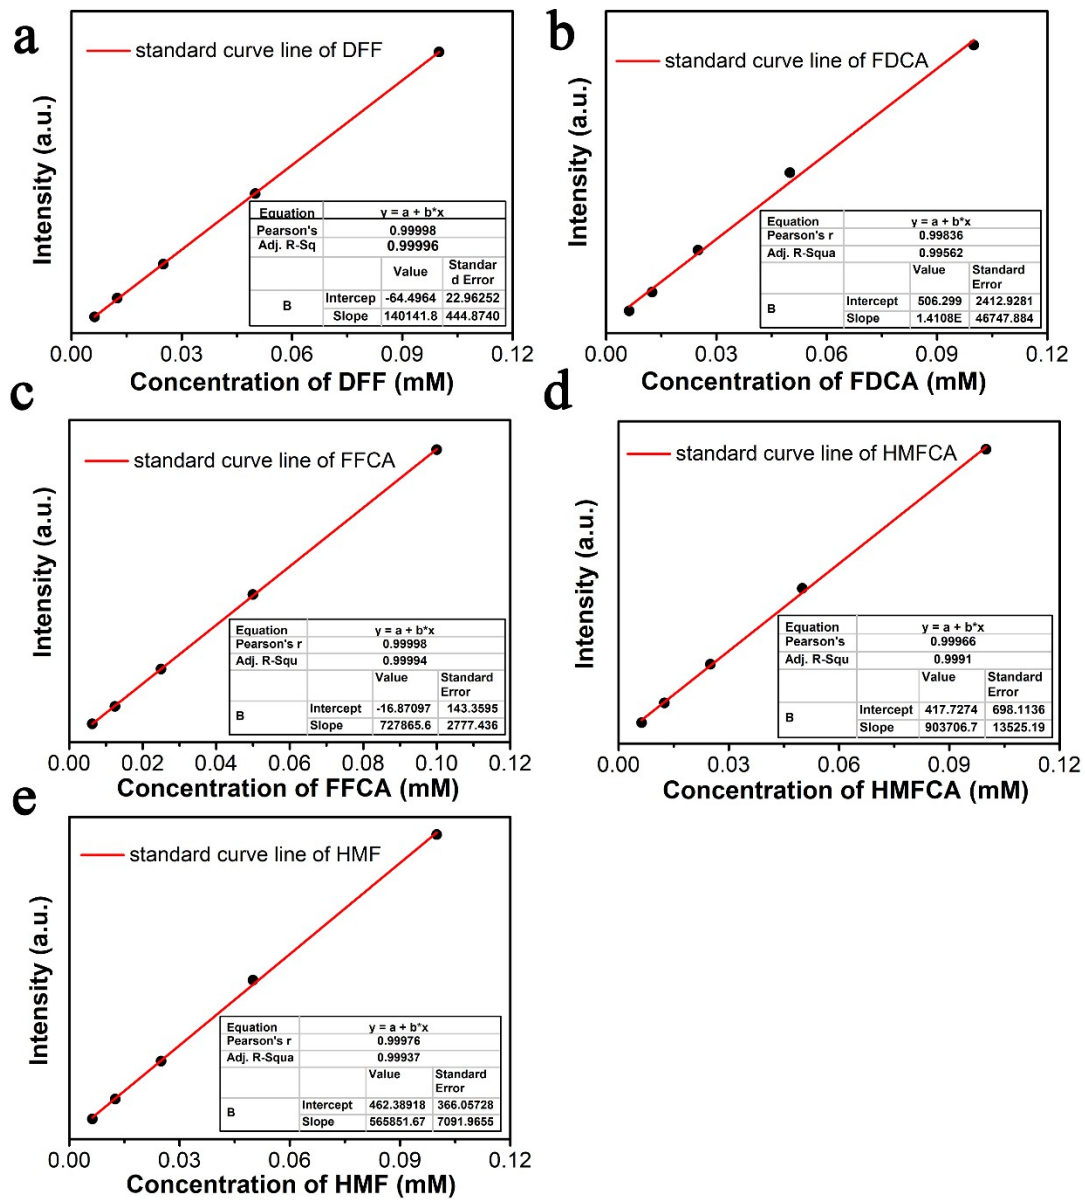 a
standard curve line of DFF
Intensity (a.u.)
Equation y = a + b*x
Pearson's 0.99998
Adj. R-Sq 0.99996
Value Standar
d Error
B Intercep -64.4964 22.96252
Slope 140141.8 444.8740
0.00 0.03 0.06 0.09 0.12
Concentration of DFF (mM)
b
standard curve line of FDCA
Intensity (a.u.)
Equation y = a + b*x
Pearson's r 0.99836
Adj. R-Squa 0.99562
Value Standard
Error
B Intercept 506.299 2412.9281
Slope 1.4108E 46747.884
0.00 0.03 0.06 0.09 0.12
Concentration of FDCA (mM)
c
standard curve line of FFCA
Intensity (a.u.)
Equation y = a + b*x
Pearson's r 0.99998
Adj. R-Squ 0.99994
Value Standard
Error
B Intercept -16.87097 143.3595
Slope 727865.6 2777.436
0.00 0.02 0.04 0.06 0.08 0.10 0.12
Concentration of FFCA (mM)
d
standard curve line of HMFCA
Intensity (a.u.)
Equation y = a + b*x
Pearson's 0.99966
Adj. R-Squ 0.9991
Value Standard
Error
B Intercept 417.7274 698.1136
Slope 903706.7 13525.19
0.00 0.03 0.06 0.09 0.12
Concentration of HMFCA (mM)
e
standard curve line of HMF
Intensity (a.u.)
Equation y = a + b*x
Pearson's r 0.99976
Adj. R-Squa 0.99937
Value Standard
Error
B Intercept 462.38918 366.05728
Slope 565851.67 7091.9655
0.00 0.03 0.06 0.09 0.12
Concentration of HMF (mM)